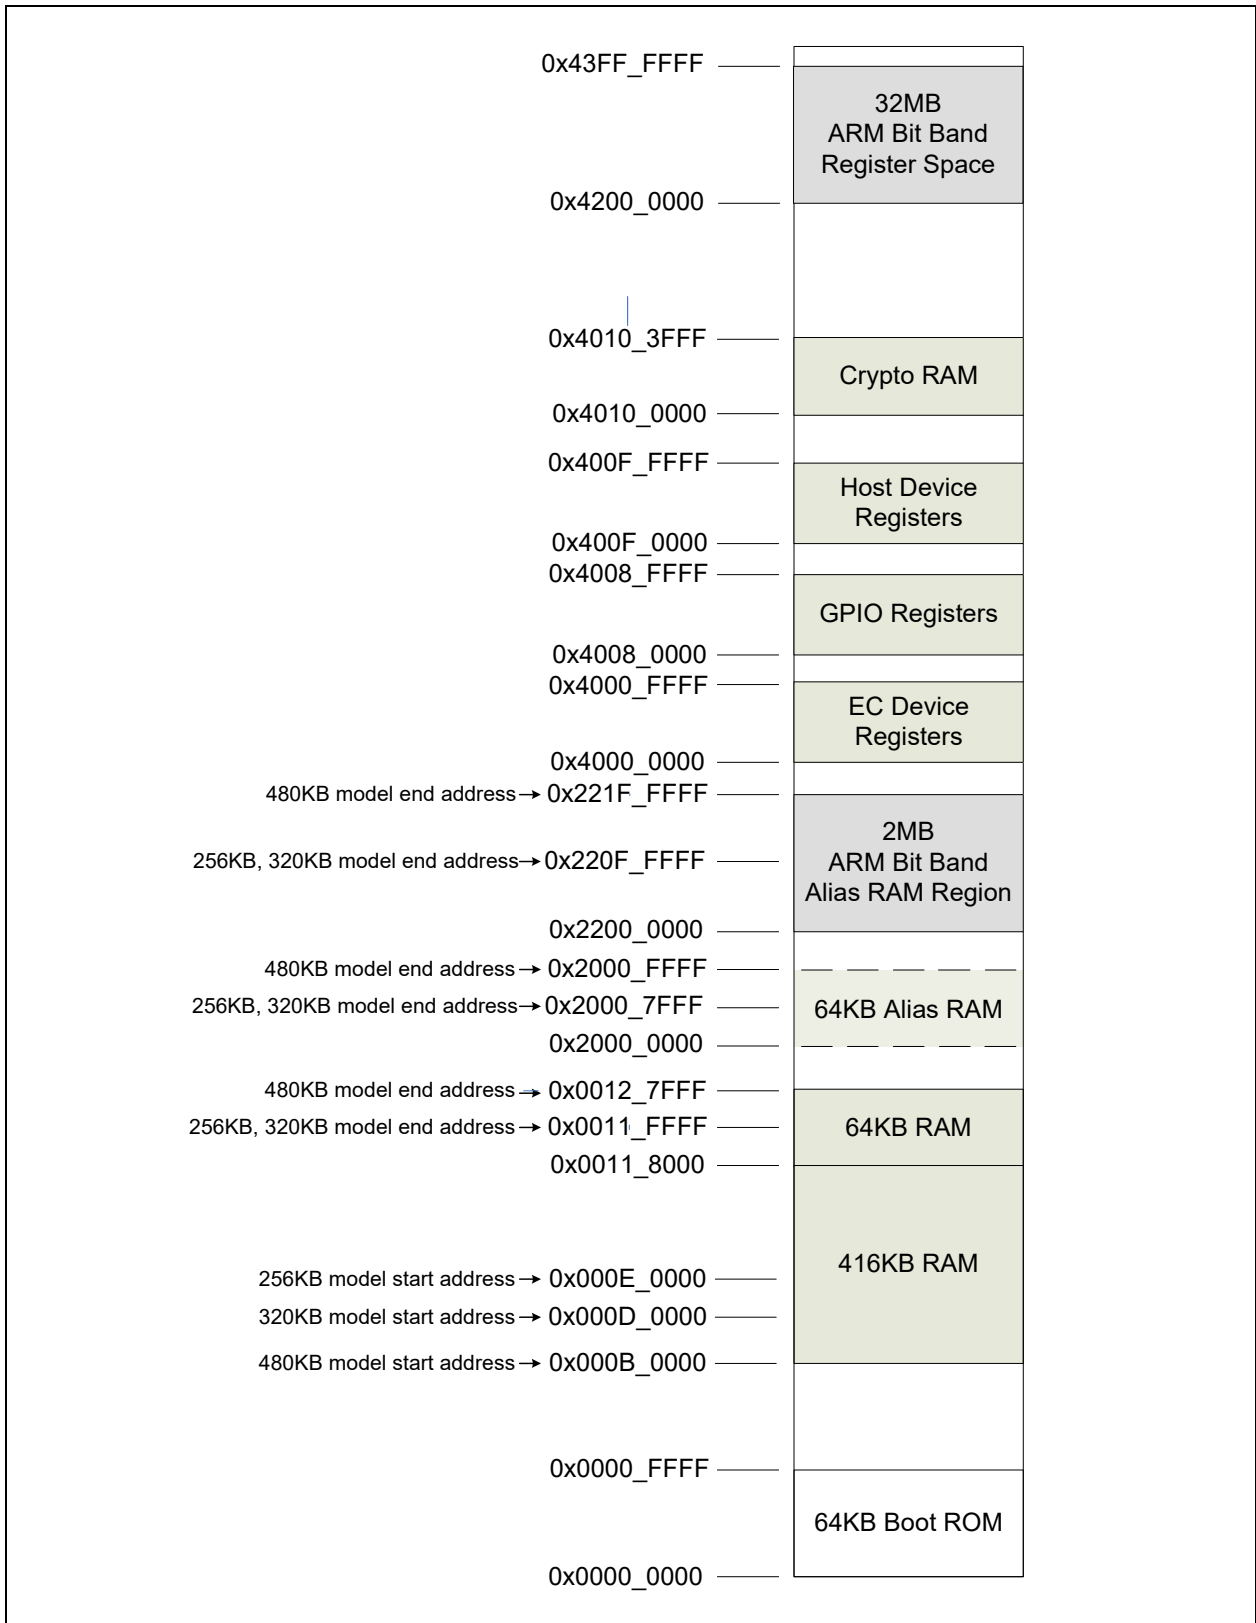 0x43FF_FFFF
32MB
ARM Bit Band
Register Space
0x4200_0000
0x4010_3FFF
Crypto RAM
0x4010_0000
0x400F_FFFF
Host Device
Registers
0x400F_0000
0x4008_FFFF
GPIO Registers
0x4008_0000
0x4000_FFFF
EC Device
Registers
0x4000_0000
480KB model end address 0x221F_FFFF
2MB
256KB, 320KB model end address 0x220F_FFFF ARM Bit Band
Alias RAM Region
0x2200_0000
480KB model end address 0x2000_FFFF
256KB, 320KB model end address 0x2000_7FFF 64KB Alias RAM
0x2000_0000
480KB model end address 0x0012_7FFF
256KB, 320KB model end address 0x0011_FFFF 64KB RAM
0x0011_8000
416KB RAM
256KB model start address 0x000E_0000
320KB model start address 0x000D_0000
480KB model start address 0x000B_0000
0x0000_FFFF
64KB Boot ROM
0x0000_0000